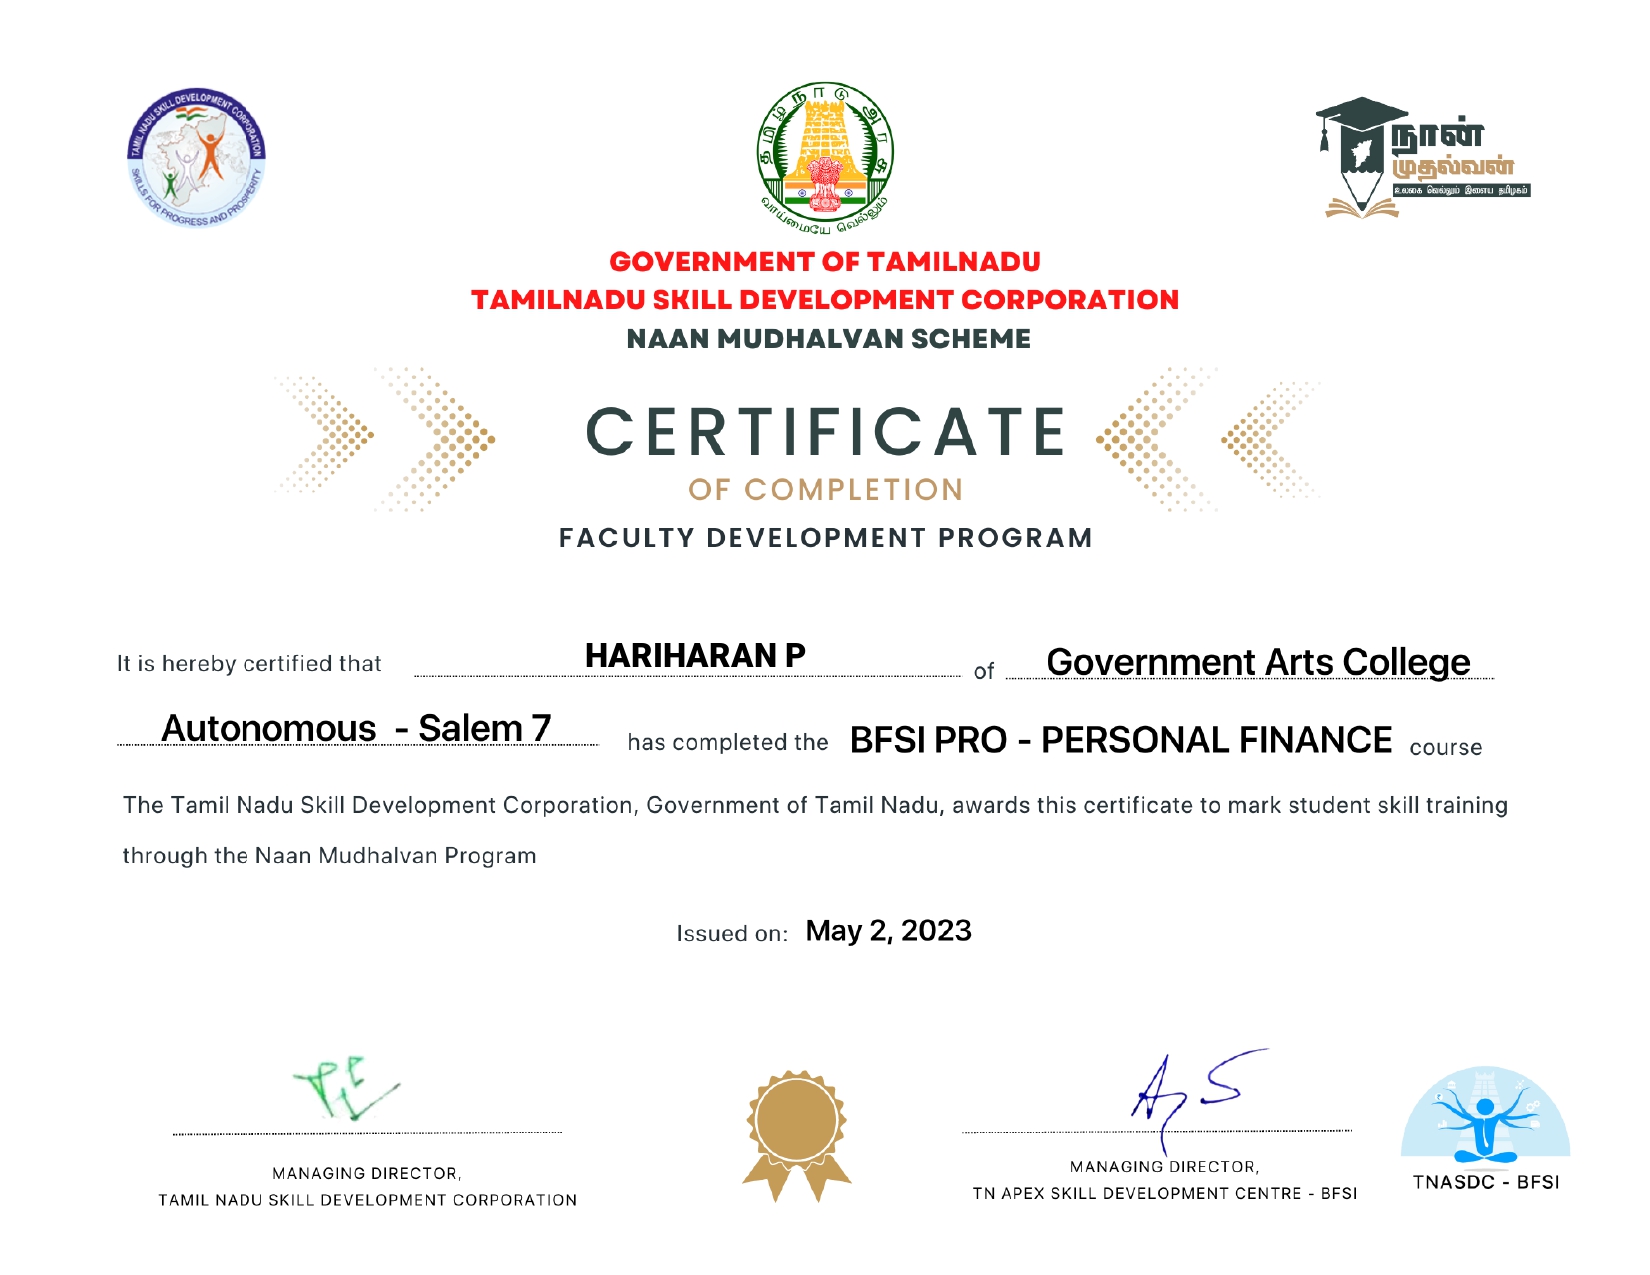 TAMIL NADU SKILL DEVELOPMENT CORPORATION
SKILLS FOR PROGRESS AND PROSPERITY
தமிழ்நாடு அரசு
வாய்மையே வெல்லும்
நான்
முதல்வன்
உலகை வெல்லும் இளைய தமிழகம்
GOVERNMENT OF TAMILNADU
TAMILNADU SKILL DEVELOPMENT CORPORATION
NAAN MUDHALVAN SCHEME
CERTIFICATE
OF COMPLETION
FACULTY DEVELOPMENT PROGRAM
It is hereby certified that HARIHARAN P of Government Arts College
Autonomous - Salem 7 has completed the BFSI PRO - PERSONAL FINANCE course
The Tamil Nadu Skill Development Corporation, Government of Tamil Nadu, awards this certificate to mark student skill training
through the Naan Mudhalvan Program
Issued on: May 2, 2023
MANAGING DIRECTOR,
TAMIL NADU SKILL DEVELOPMENT CORPORATION
MANAGING DIRECTOR,
TN APEX SKILL DEVELOPMENT CENTRE - BFSI
TNASDC - BFSI